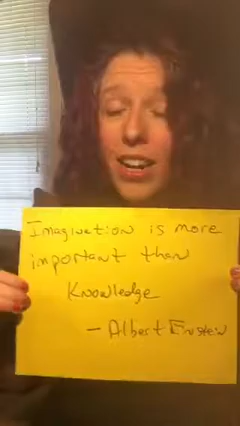 Imagination is more
important than
Knowledge
- Albert Einstein